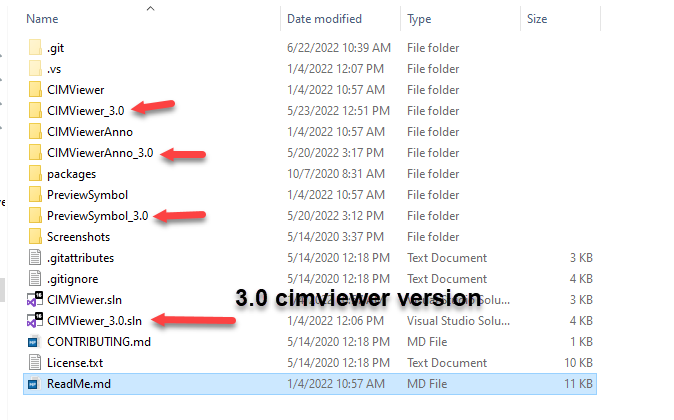 Name Date modified Type Size
.git 6/22/2022 10:39 AM File folder
.vs 1/4/2022 12:07 PM File folder
CIMViewer 1/4/2022 10:57 AM File folder
CIMViewer_3.0 5/23/2022 12:51 PM File folder
CIMViewerAnno 1/4/2022 10:57 AM File folder
CIMViewerAnno_3.0 5/20/2022 3:17 PM File folder
packages 10/7/2020 8:31 AM File folder
PreviewSymbol 1/4/2022 10:57 AM File folder
PreviewSymbol_3.0 5/20/2022 3:12 PM File folder
Screenshots 5/14/2020 3:37 PM File folder
.gitattributes 5/14/2020 12:18 PM Text Document 3 KB
.gitignore 5/14/2020 12:18 PM Text Document 4 KB
CIMViewer.sln Visual Studio Solu... 4 KB
3.0 cimviewer version
CIMViewer_3.0.sln 1/4/2022 12:06 PM Visual Studio Solu... 4 KB
CONTRIBUTING.md 5/14/2020 12:18 PM MD File 1 KB
License.txt 5/14/2020 12:18 PM Text Document 10 KB
ReadMe.md 1/4/2022 10:57 AM MD File 11 KB